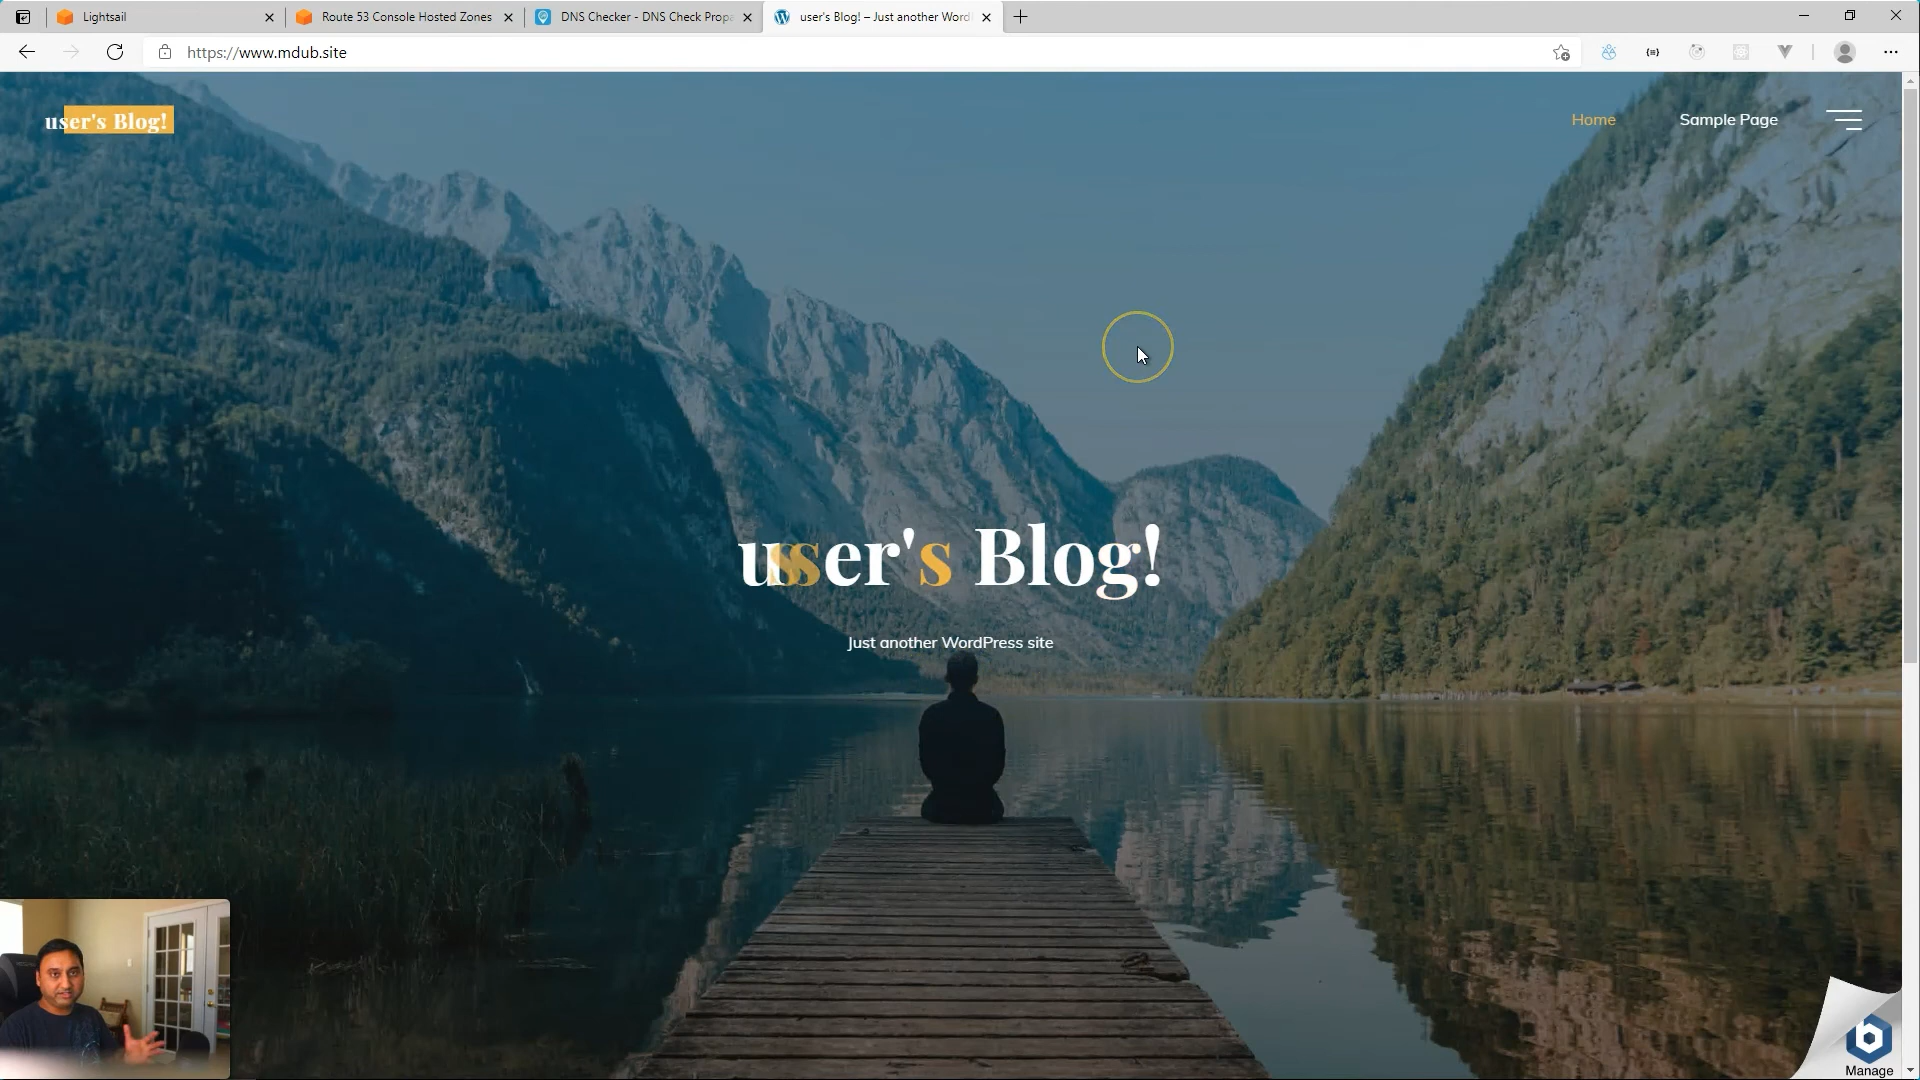 Lightsail
Route 53 Console Hosted Zones
DNS Checker - DNS Check Propa
user's Blog! – Just another Word
https://www.mdub.site
user's Blog!
Home
Sample Page
user's Blog!
Just another WordPress site
Manage